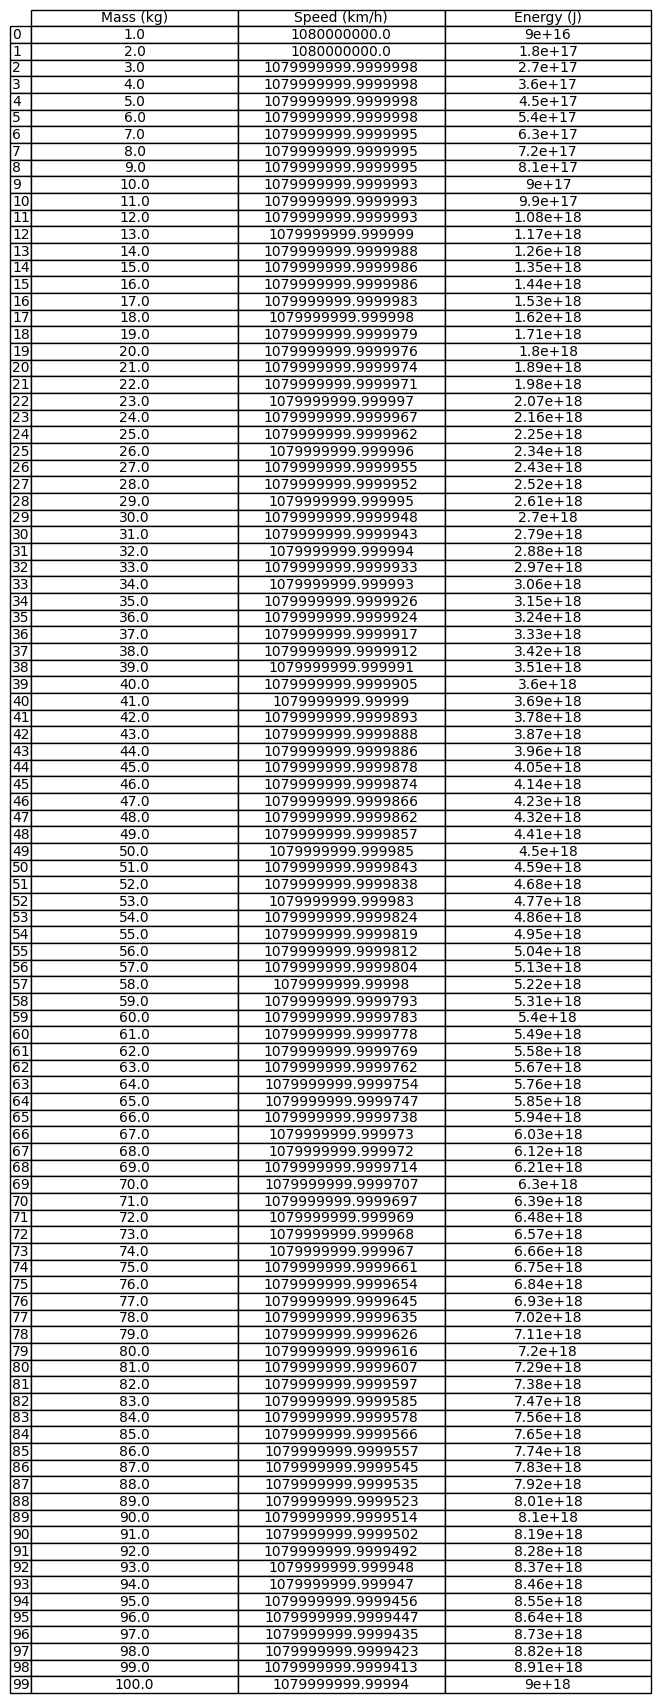 Mass (kg) Speed (km/h) Energy (J)
0 1.0 1080000000.0 9e+16
1 2.0 1080000000.0 1.8e+17
2 3.0 1079999999.9999998 2.7e+17
3 4.0 1079999999.9999998 3.6e+17
4 5.0 1079999999.9999998 4.5e+17
5 6.0 1079999999.9999998 5.4e+17
6 7.0 1079999999.9999995 6.3e+17
7 8.0 1079999999.9999995 7.2e+17
8 9.0 1079999999.9999995 8.1e+17
9 10.0 1079999999.9999993 9e+17
10 11.0 1079999999.9999993 9.9e+17
11 12.0 1079999999.9999993 1.08e+18
12 13.0 1079999999.999999 1.17e+18
13 14.0 1079999999.9999988 1.26e+18
14 15.0 1079999999.9999986 1.35e+18
15 16.0 1079999999.9999986 1.44e+18
16 17.0 1079999999.9999983 1.53e+18
17 18.0 1079999999.999998 1.62e+18
18 19.0 1079999999.9999979 1.71e+18
19 20.0 1079999999.9999976 1.8e+18
20 21.0 1079999999.9999974 1.89e+18
21 22.0 1079999999.9999971 1.98e+18
22 23.0 1079999999.999997 2.07e+18
23 24.0 1079999999.9999967 2.16e+18
24 25.0 1079999999.9999962 2.25e+18
25 26.0 1079999999.999996 2.34e+18
26 27.0 1079999999.9999955 2.43e+18
27 28.0 1079999999.9999952 2.52e+18
28 29.0 1079999999.999995 2.61e+18
29 30.0 1079999999.9999948 2.7e+18
30 31.0 1079999999.9999943 2.79e+18
31 32.0 1079999999.999994 2.88e+18
32 33.0 1079999999.9999933 2.97e+18
33 34.0 1079999999.999993 3.06e+18
34 35.0 1079999999.9999926 3.15e+18
35 36.0 1079999999.9999924 3.24e+18
36 37.0 1079999999.9999917 3.33e+18
37 38.0 1079999999.9999912 3.42e+18
38 39.0 1079999999.999991 3.51e+18
39 40.0 1079999999.9999905 3.6e+18
40 41.0 1079999999.99999 3.69e+18
41 42.0 1079999999.9999893 3.78e+18
42 43.0 1079999999.9999888 3.87e+18
43 44.0 1079999999.9999886 3.96e+18
44 45.0 1079999999.9999878 4.05e+18
45 46.0 1079999999.9999874 4.14e+18
46 47.0 1079999999.9999866 4.23e+18
47 48.0 1079999999.9999862 4.32e+18
48 49.0 1079999999.9999857 4.41e+18
49 50.0 1079999999.999985 4.5e+18
50 51.0 1079999999.9999843 4.59e+18
51 52.0 1079999999.9999838 4.68e+18
52 53.0 1079999999.999983 4.77e+18
53 54.0 1079999999.9999824 4.86e+18
54 55.0 1079999999.9999819 4.95e+18
55 56.0 1079999999.9999812 5.04e+18
56 57.0 1079999999.9999804 5.13e+18
57 58.0 1079999999.99998 5.22e+18
58 59.0 1079999999.9999793 5.31e+18
59 60.0 1079999999.9999783 5.4e+18
60 61.0 1079999999.9999778 5.49e+18
61 62.0 1079999999.9999769 5.58e+18
62 63.0 1079999999.9999762 5.67e+18
63 64.0 1079999999.9999754 5.76e+18
64 65.0 1079999999.9999747 5.85e+18
65 66.0 1079999999.9999738 5.94e+18
66 67.0 1079999999.999973 6.03e+18
67 68.0 1079999999.999972 6.12e+18
68 69.0 1079999999.9999714 6.21e+18
69 70.0 1079999999.9999707 6.3e+18
70 71.0 1079999999.9999697 6.39e+18
71 72.0 1079999999.999969 6.48e+18
72 73.0 1079999999.999968 6.57e+18
73 74.0 1079999999.999967 6.66e+18
74 75.0 1079999999.9999661 6.75e+18
75 76.0 1079999999.9999654 6.84e+18
76 77.0 1079999999.9999645 6.93e+18
77 78.0 1079999999.9999635 7.02e+18
78 79.0 1079999999.9999626 7.11e+18
79 80.0 1079999999.9999616 7.2e+18
80 81.0 1079999999.9999607 7.29e+18
81 82.0 1079999999.9999597 7.38e+18
82 83.0 1079999999.9999585 7.47e+18
83 84.0 1079999999.9999578 7.56e+18
84 85.0 1079999999.9999566 7.65e+18
85 86.0 1079999999.9999557 7.74e+18
86 87.0 1079999999.9999545 7.83e+18
87 88.0 1079999999.9999535 7.92e+18
88 89.0 1079999999.9999523 8.01e+18
89 90.0 1079999999.9999514 8.1e+18
90 91.0 1079999999.9999502 8.19e+18
91 92.0 1079999999.9999492 8.28e+18
92 93.0 1079999999.999948 8.37e+18
93 94.0 1079999999.999947 8.46e+18
94 95.0 1079999999.9999456 8.55e+18
95 96.0 1079999999.9999447 8.64e+18
96 97.0 1079999999.9999435 8.73e+18
97 98.0 1079999999.9999423 8.82e+18
98 99.0 1079999999.9999413 8.91e+18
99 100.0 1079999999.99994 9e+18